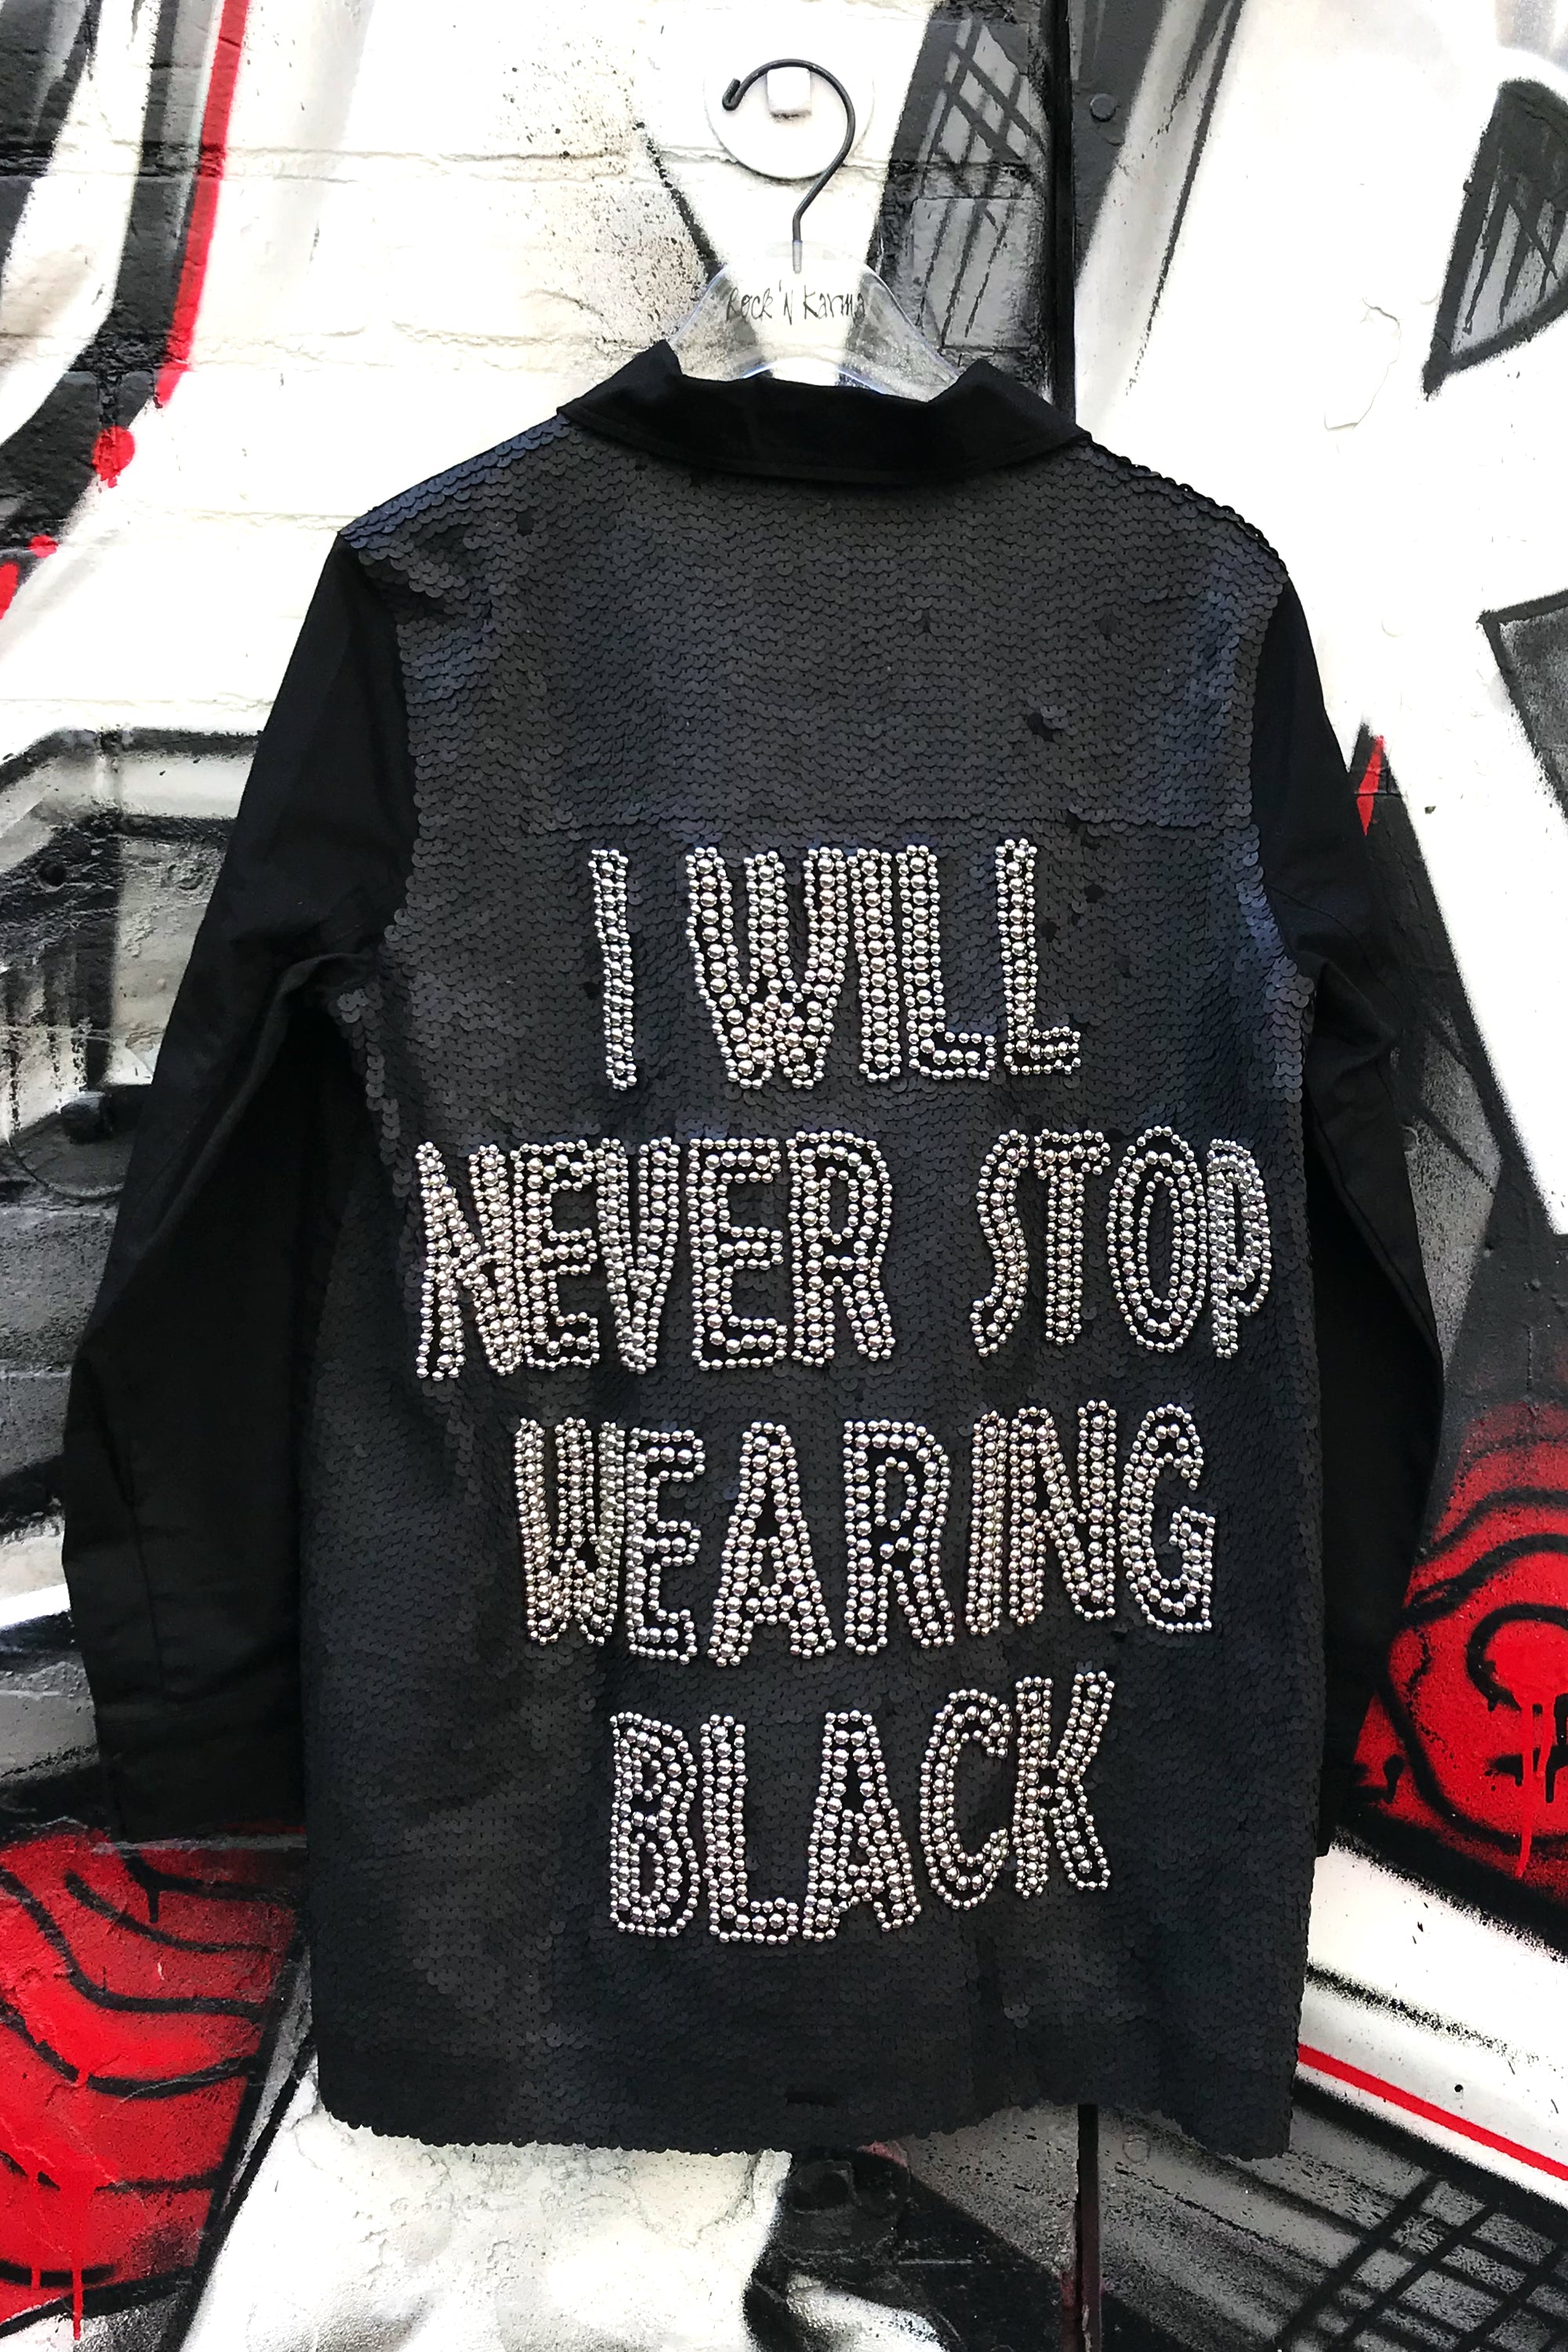 Rock 'N Karma
I WILL
NEVER STOP
WEARING
BLACK